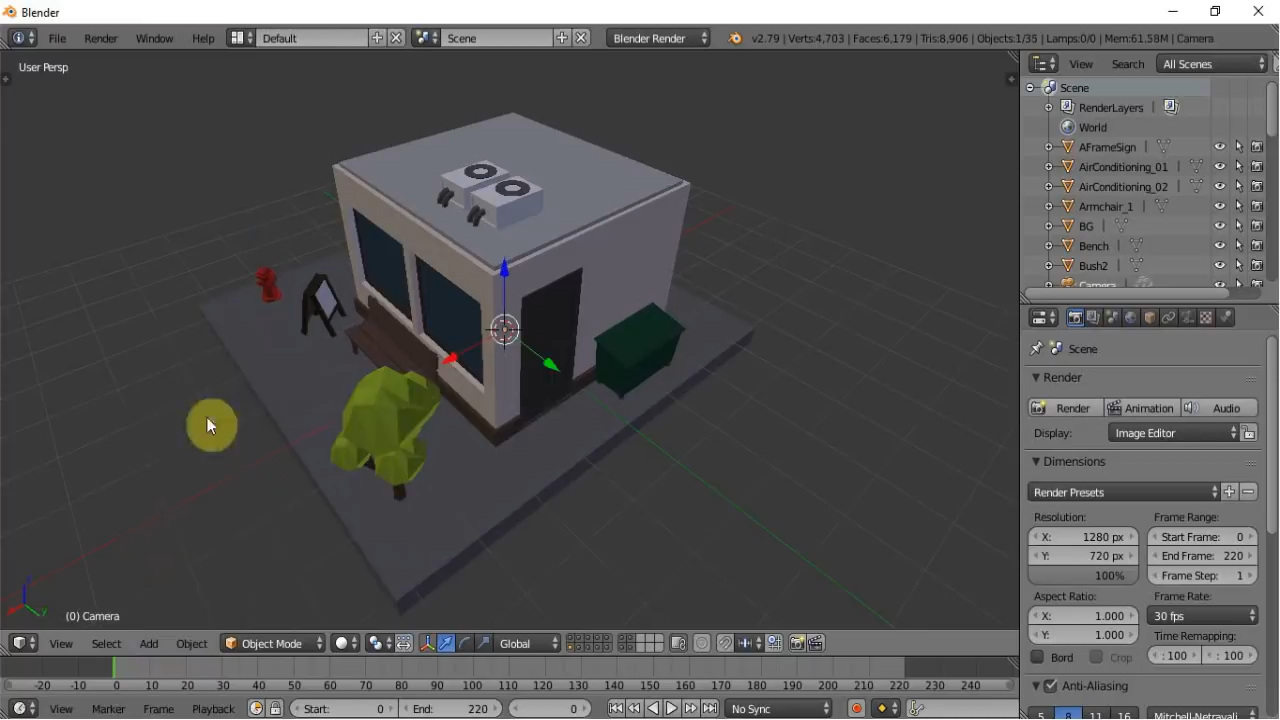 Blender
File Render Window Help Default Scene Blender Render v2.79 | Verts:4,703 | Faces:6,179 | Tris:8,906 | Objects:1/35 | Lamps:0/0 | Mem:61.58M | Camera
User Persp
View Search All Scenes
Scene
RenderLayers
World
AFrameSign
AirConditioning_01
AirConditioning_02
Armchair_1
BG
Bench
Bush2
Camera
Scene
Render
Render Animation Audio
Display: Image Editor
Dimensions
Render Presets
Resolution: Frame Range:
X: 1280 px Start Frame: 0
Y: 720 px End Frame: 220
100% Frame Step: 1
Aspect Ratio: Frame Rate:
X: 1.000 30 fps
Y: 1.000 Time Remapping:
Bord Crop : 100 : 100
Anti-Aliasing
5 8 11 16 Mitchell-Netravali
(0) Camera
View Select Add Object Object Mode Global
-20 -10 0 10 20 30 40 50 60 70 80 90 100 110 120 130 140 150 160 170 180 190 200 210 220 230 240
View Marker Frame Playback Start: 0 End: 220 0 No Sync